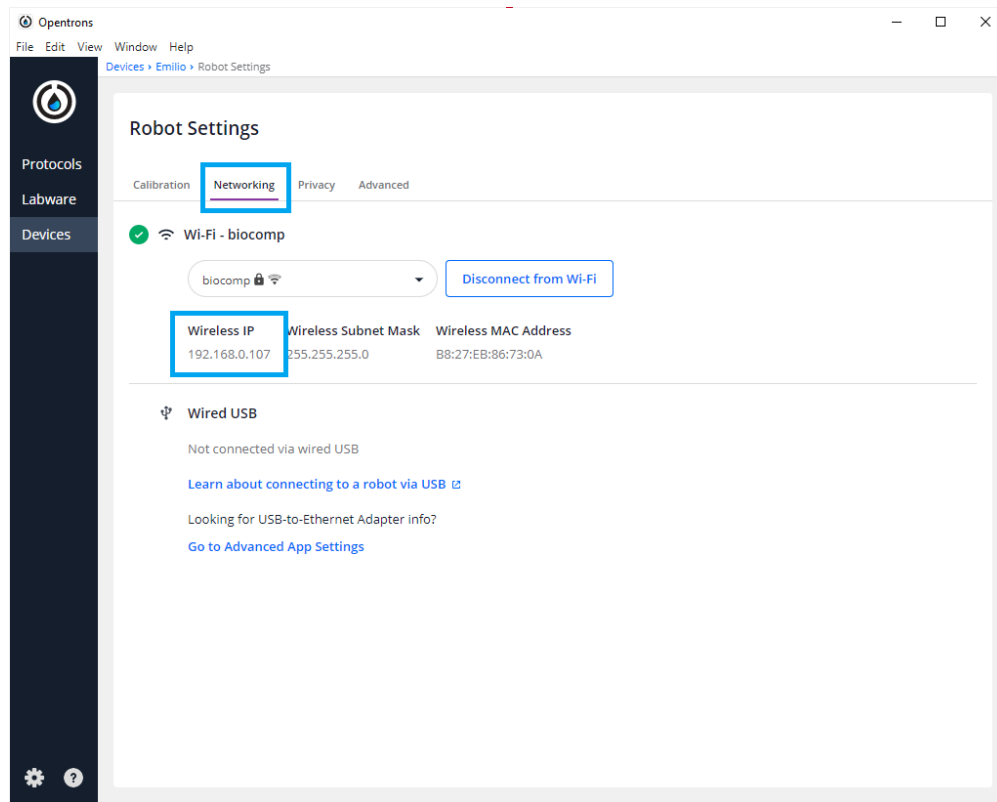 Opentrons
File Edit View Window Help
Devices › Emilio › Robot Settings
Robot Settings
Protocols
Labware
Devices
Calibration Networking Privacy Advanced
Wi-Fi - biocomp
biocomp
Disconnect from Wi-Fi
Wireless IP Wireless Subnet Mask Wireless MAC Address
192.168.0.107 255.255.255.0 B8:27:EB:86:73:0A
Wired USB
Not connected via wired USB
Learn about connecting to a robot via USB
Looking for USB-to-Ethernet Adapter info?
Go to Advanced App Settings